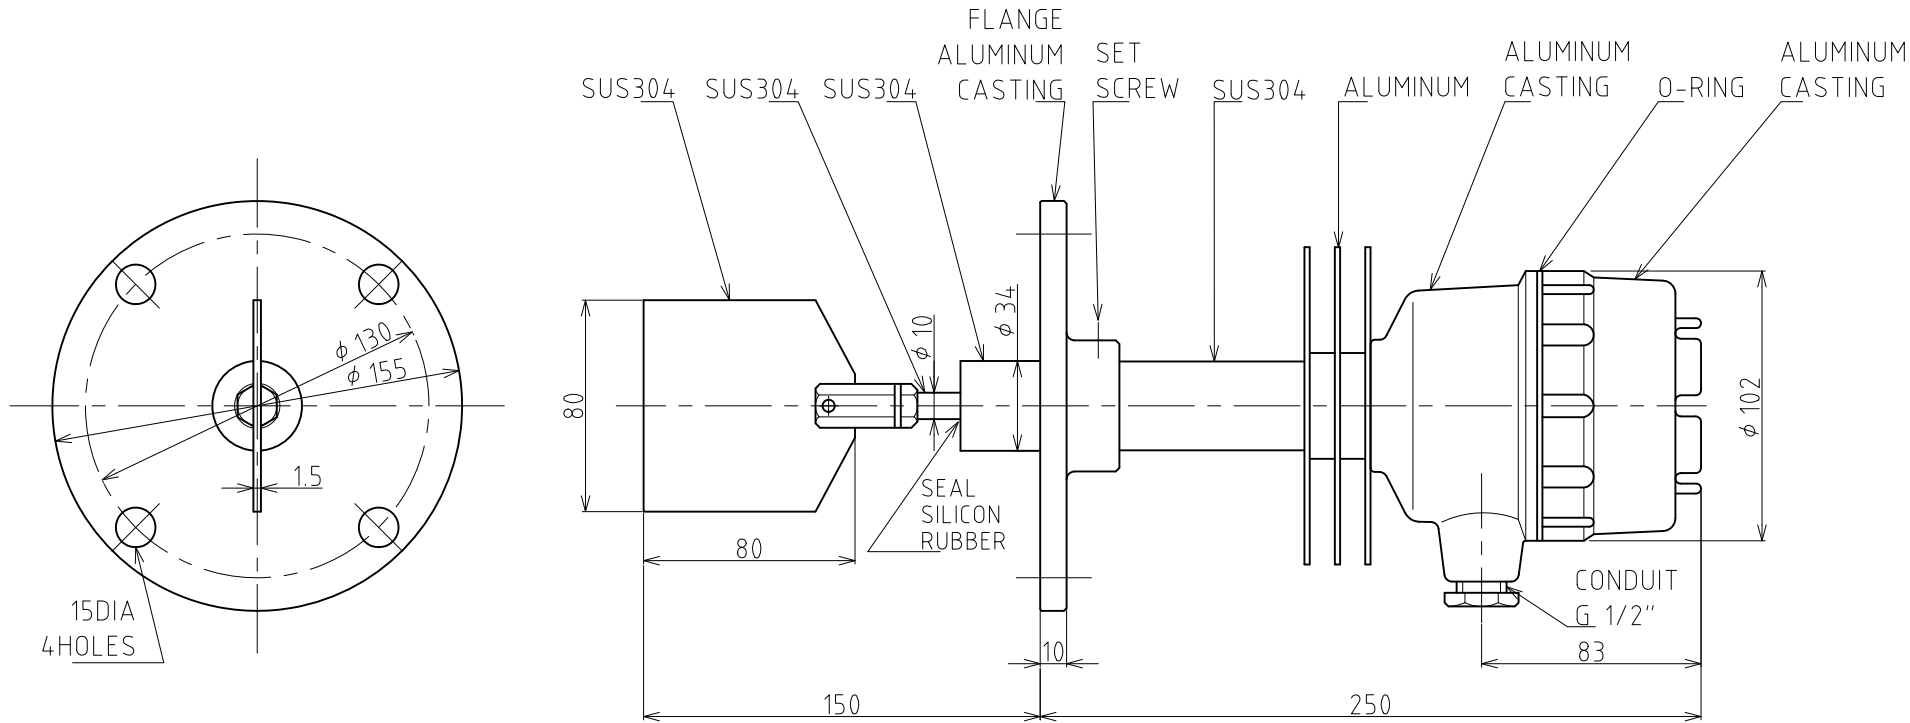 FLANGE
ALUMINUM
CASTING
SUS304
SUS304
SUS304
SET
SCREW
SUS304
ALUMINUM
ALUMINUM
CASTING
O-RING
ALUMINUM
CASTING
φ 130
φ 155
1.5
15DIA
4HOLES
80
80
φ 10
φ 34
SEAL
SILICON
RUBBER
φ 102
CONDUIT
G 1/2"
10
83
150
250